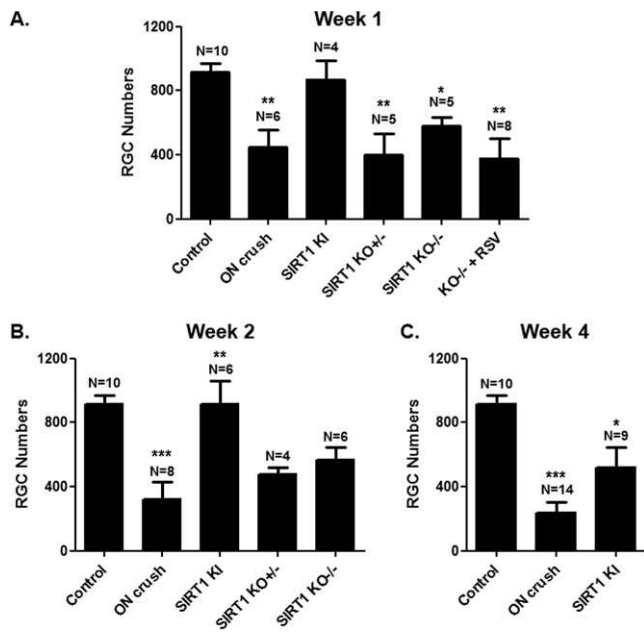 A.
Week 1
RGC Numbers
1200
800
400
0
N=10
**
N=6
N=4
**
N=5
*
N=5
**
N=8
Control
ON crush
SIRT1 KI
SIRT1 KO+/-
SIRT1 KO-/-
KO-/- + RSV
B.
Week 2
RGC Numbers
1200
800
400
0
N=10
***
N=8
**
N=6
N=4
N=6
Control
ON crush
SIRT1 KI
SIRT1 KO+/-
SIRT1 KO-/-
C.
Week 4
RGC Numbers
1200
800
400
0
N=10
***
N=14
*
N=9
Control
ON crush
SIRT1 KI